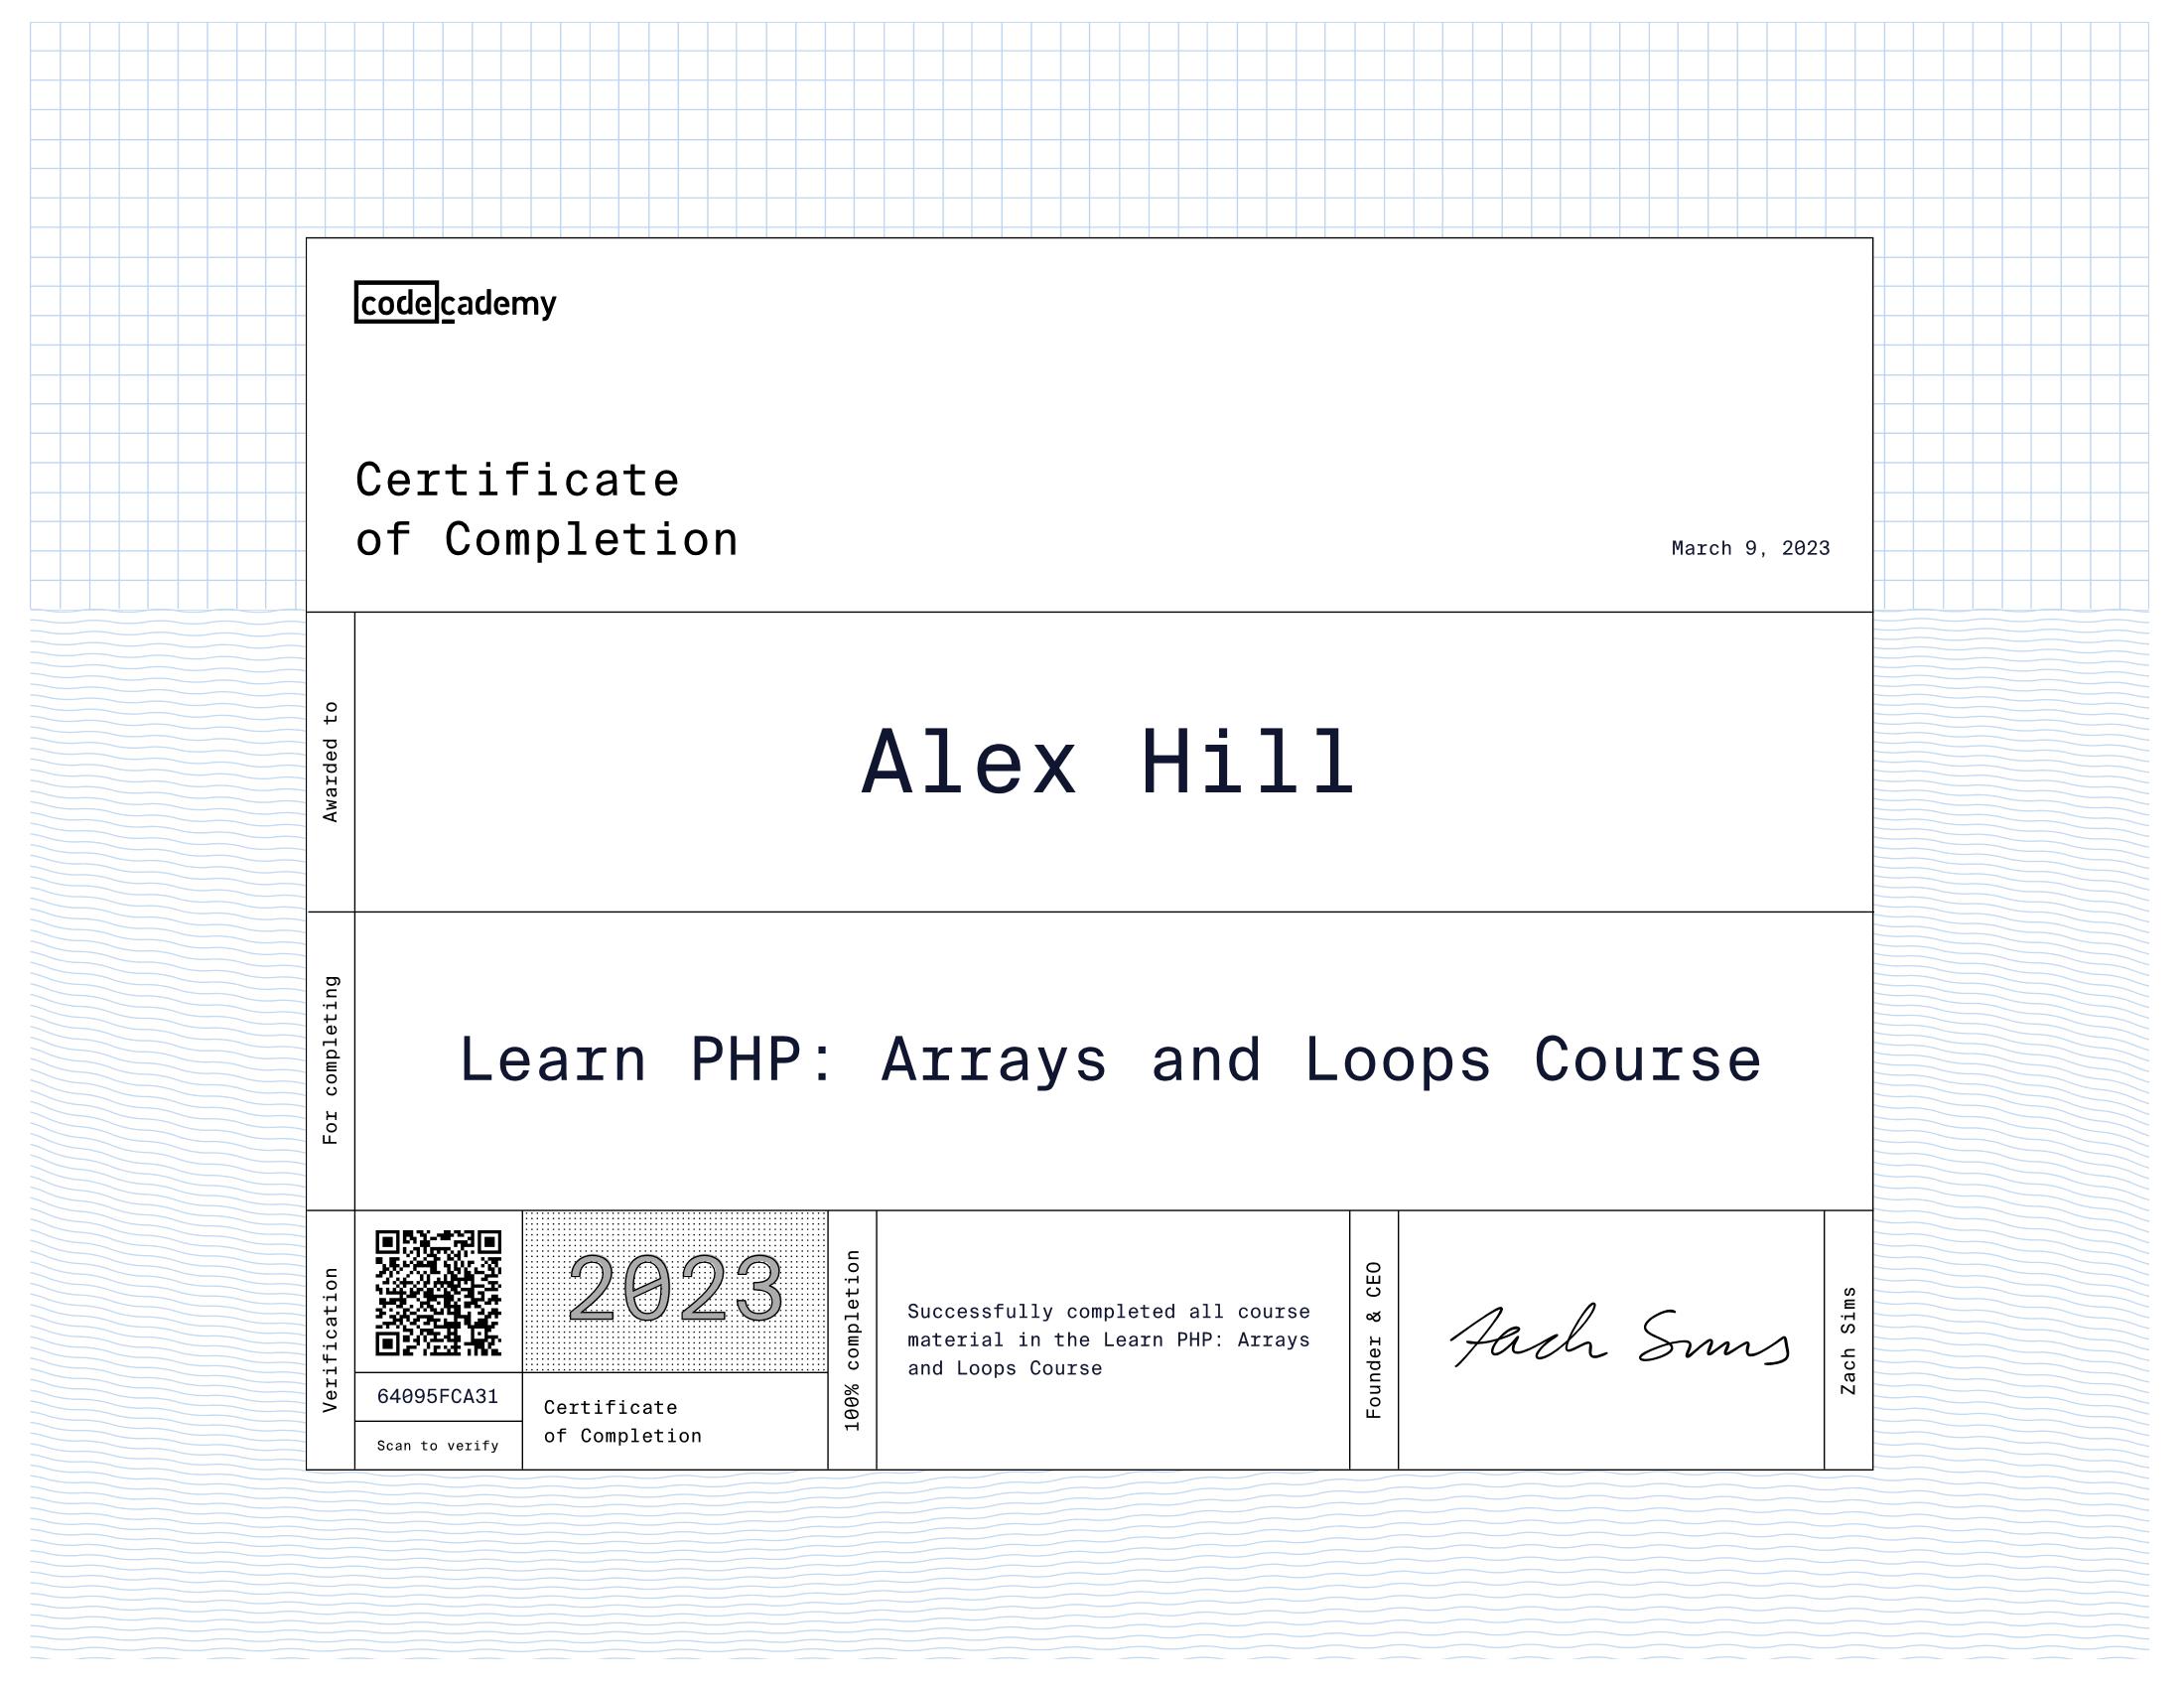 codecademy
Certificate
of Completion
March 9, 2023
Awarded to
Alex Hill
For completing
Learn PHP: Arrays and Loops Course
Verification
64095FCA31
Scan to verify
2023
Certificate
of Completion
100% completion
Successfully completed all course
material in the Learn PHP: Arrays
and Loops Course
Founder & CEO
Zach Sims
Zach Sims